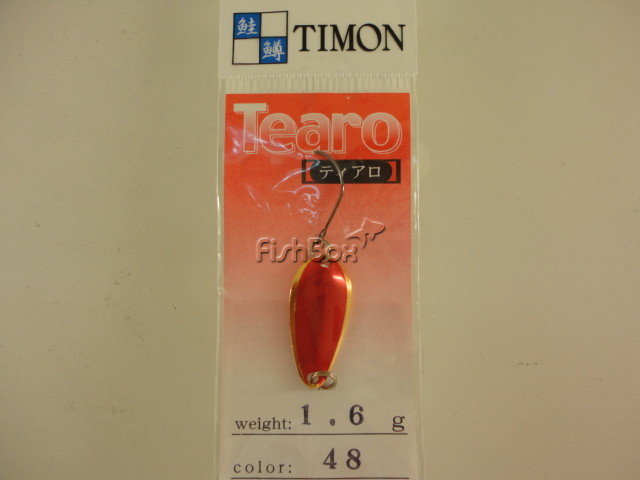 鮭 TIMON
鱒
Tearo
【ティアロ】
FishBox
weight: 1.6 g
color: 48